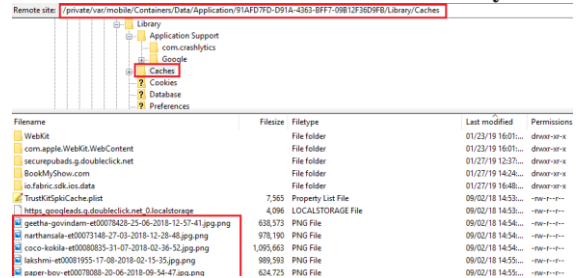 Remote site: /private/var/mobile/Containers/Data/Application/91AFD7FD-D91A-4363-BFF7-09B12F36D9FB/Library/Caches
Library
Application Support
com.crashlytics
Google
Caches
? Cookies
? Database
? Preferences
Filename Filesize Filetype Last modified Permissions
WebKit File folder 01/23/19 16:01:... drwxr-xr-x
com.apple.WebKit.WebContent File folder 01/23/19 16:01:... drwxr-xr-x
securepubads.g.doubleclick.net File folder 01/27/19 12:37:... drwxr-xr-x
BookMyShow.com File folder 01/27/19 14:24:... drwxr-xr-x
io.fabric.sdk.ios.data File folder 01/27/19 16:48:... drwxr-xr-x
TrustKitSpkiCache.plist 7,565 Property List File 09/02/18 14:53:... -rw-r--r--
https_googleads.g.doubleclick.net_0.localstorage 4,096 LOCALSTORAGE File 09/02/18 14:53:... -rw-r--r--
geetha-govindam-et00078428-25-06-2018-12-57-41.jpg.png 638,573 PNG File 09/02/18 14:54:... -rw-r--r--
narthansala-et00073148-27-03-2018-12-28-48.jpg.png 978,190 PNG File 09/02/18 14:54:... -rw-r--r--
coco-kokila-et00080835-31-07-2018-02-36-52.jpg.png 1,095,663 PNG File 09/02/18 14:54:... -rw-r--r--
lakshmi-et00081955-17-08-2018-02-15-35.jpg.png 989,593 PNG File 09/02/18 14:55:... -rw-r--r--
paper-boy-et00078088-20-06-2018-09-54-47.jpg.png 624,725 PNG File 09/02/18 14:55:... -rw-r--r--